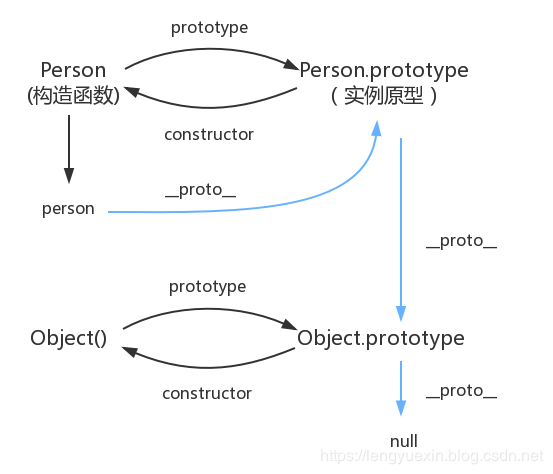 prototype
Person
(构造函数)
Person.prototype
( 实例原型 )
constructor
__proto__
person
__proto__
prototype
Object()
Object.prototype
constructor
__proto__
null
https://lengyuexin.blog.csdn.net